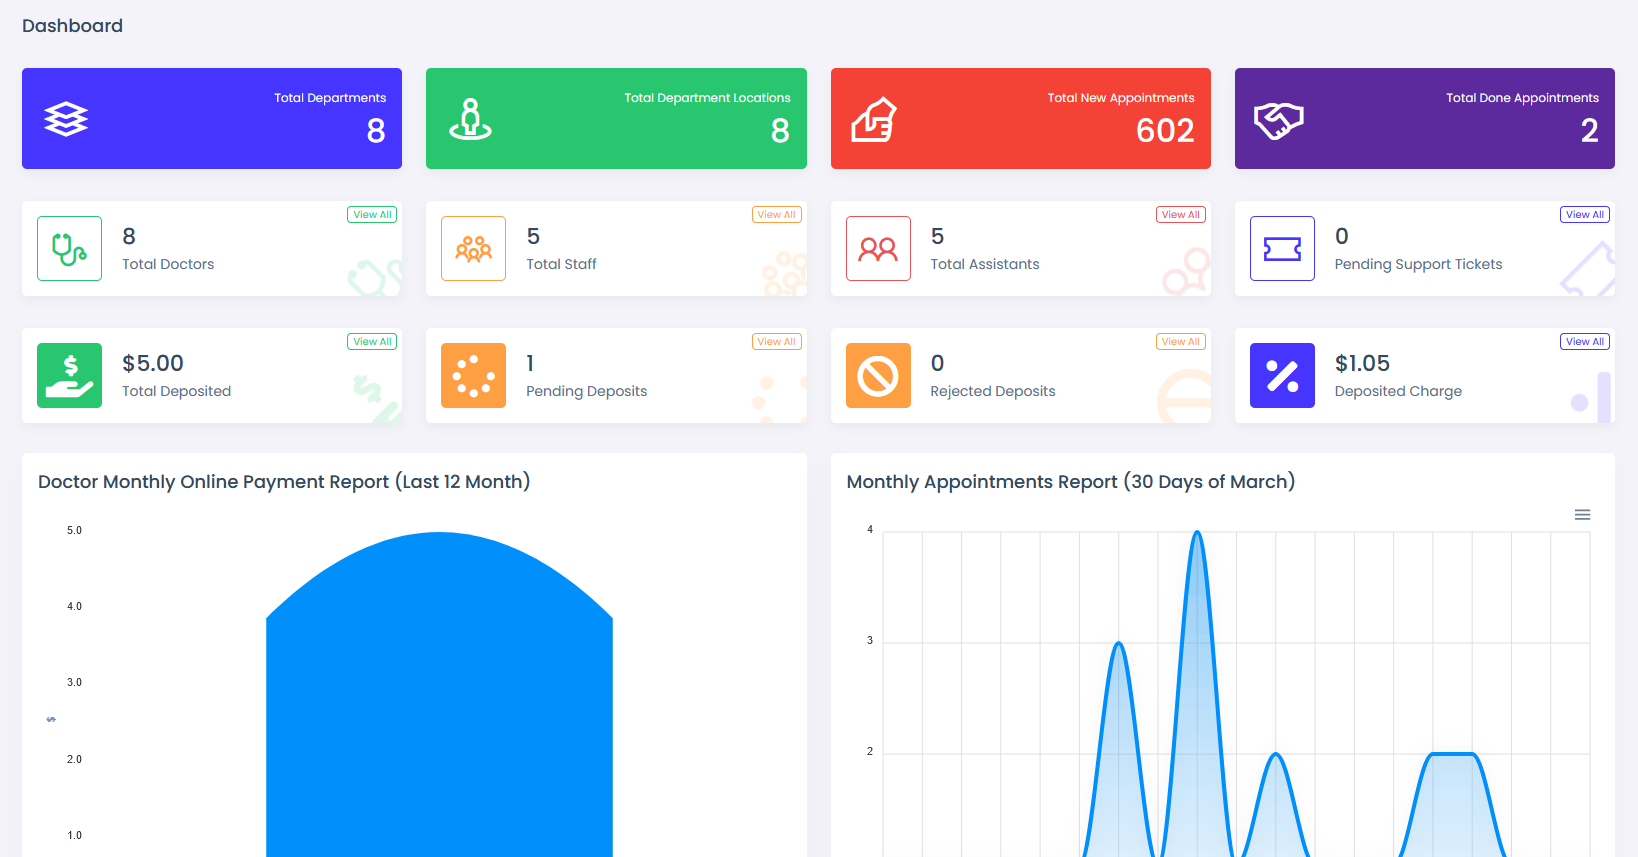 Dashboard
Total Departments
8
Total Department Locations
8
Total New Appointments
602
Total Done Appointments
2
View All
8
Total Doctors
View All
5
Total Staff
View All
5
Total Assistants
View All
0
Pending Support Tickets
View All
$5.00
Total Deposited
View All
1
Pending Deposits
View All
0
Rejected Deposits
View All
$1.05
Deposited Charge
Doctor Monthly Online Payment Report (Last 12 Month)
5.0
4.0
3.0
$
2.0
1.0
Monthly Appointments Report (30 Days of March)
4
3
2